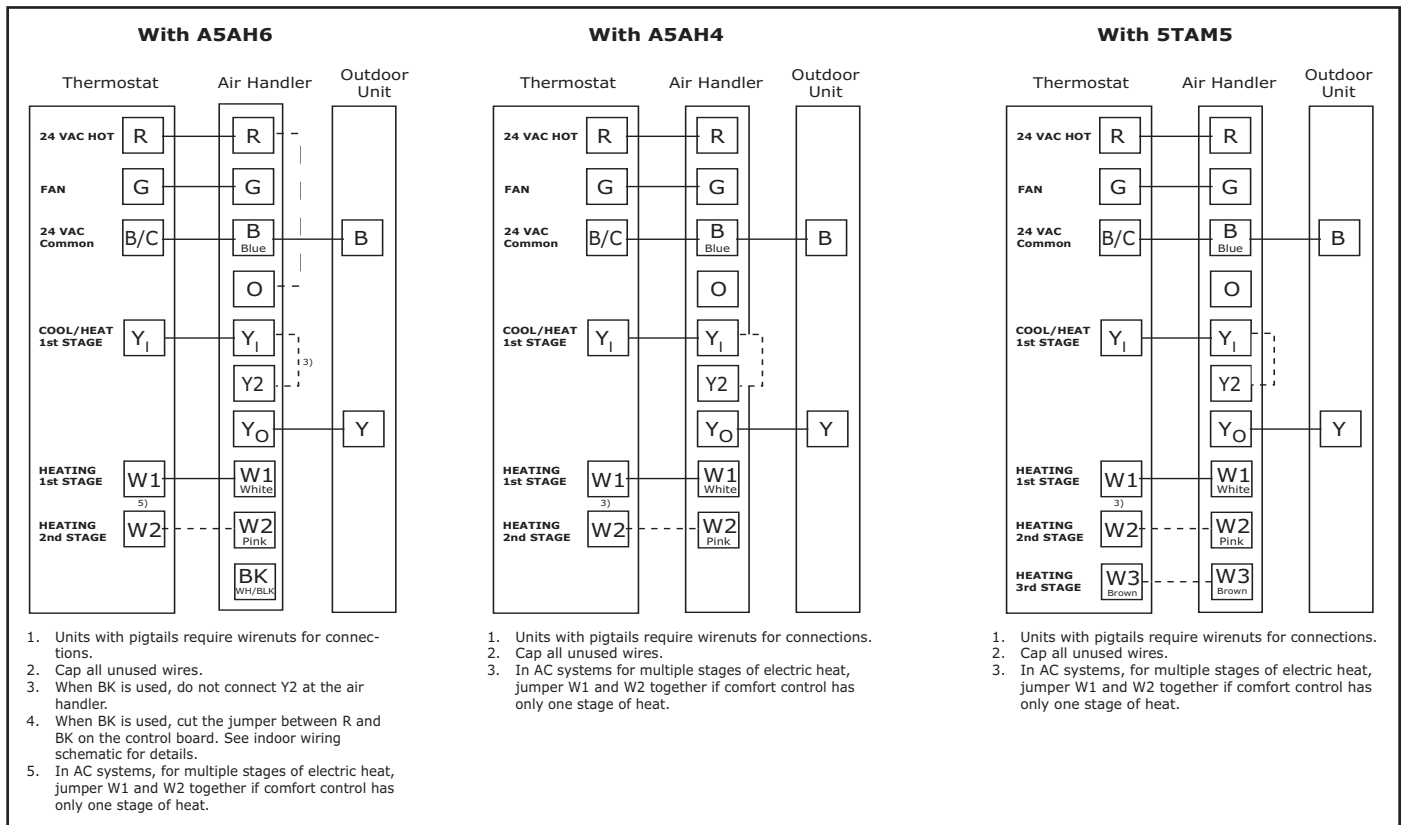 With A5AH6
Thermostat
Air Handler
Outdoor
Unit
24 VAC HOT
R
R
FAN
G
G
24 VAC
Common
B/C
B
Blue
B
O
COOL/HEAT
1st STAGE
YI
YI
3)
Y2
YO
Y
HEATING
1st STAGE
W1
W1
White
5)
HEATING
2nd STAGE
W2
W2
Pink
BK
WH/BLK
1. Units with pigtails require wirenuts for connec-
tions.
2. Cap all unused wires.
3. When BK is used, do not connect Y2 at the air
handler.
4. When BK is used, cut the jumper between R and
BK on the control board. See indoor wiring
schematic for details.
5. In AC systems, for multiple stages of electric heat,
jumper W1 and W2 together if comfort control has
only one stage of heat.
With A5AH4
Thermostat
Air Handler
Outdoor
Unit
24 VAC HOT
R
R
FAN
G
G
24 VAC
Common
B/C
B
Blue
B
O
COOL/HEAT
1st STAGE
YI
YI
Y2
YO
Y
HEATING
1st STAGE
W1
W1
White
3)
HEATING
2nd STAGE
W2
W2
Pink
1. Units with pigtails require wirenuts for connections.
2. Cap all unused wires.
3. In AC systems for multiple stages of electric heat,
jumper W1 and W2 together if comfort control has
only one stage of heat.
With 5TAM5
Thermostat
Air Handler
Outdoor
Unit
24 VAC HOT
R
R
FAN
G
G
24 VAC
Common
B/C
B
Blue
B
O
COOL/HEAT
1st STAGE
YI
YI
Y2
YO
Y
HEATING
1st STAGE
W1
W1
White
3)
HEATING
2nd STAGE
W2
W2
Pink
HEATING
3rd STAGE
W3
Brown
W3
Brown
1. Units with pigtails require wirenuts for connections.
2. Cap all unused wires.
3. In AC systems, for multiple stages of electric heat,
jumper W1 and W2 together if comfort control has
only one stage of heat.